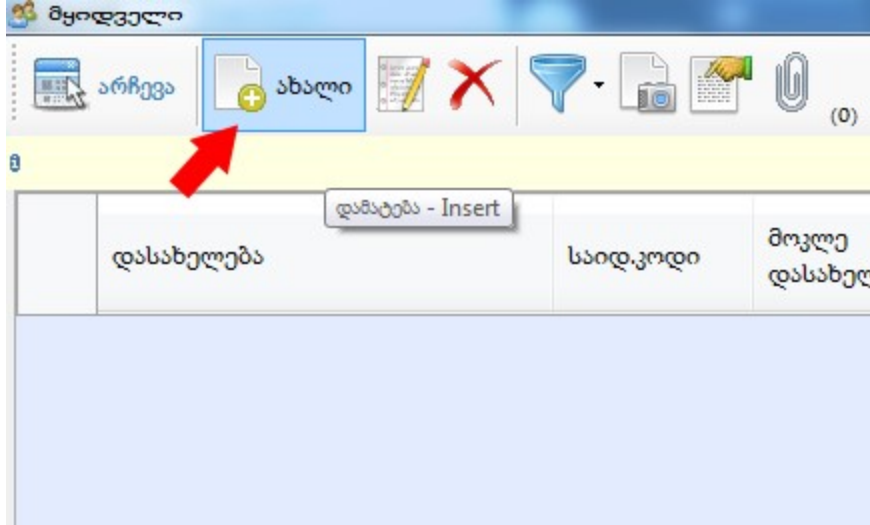 მყიდველი
არჩევა
ახალი
(0)
დამატება - Insert
დასახელება
საიდ.კოდი
მოკლე
დასახელ